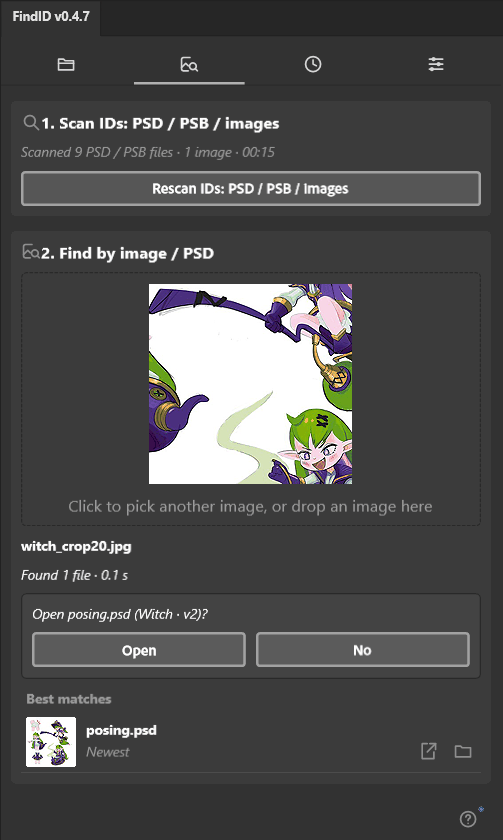 FindID v0.4.7
1. Scan IDs: PSD / PSB / images
Scanned 9 PSD / PSB files · 1 image · 00:15
Rescan IDs: PSD / PSB / Images
2. Find by image / PSD
Click to pick another image, or drop an image here
witch_crop20.jpg
Found 1 file · 0.1 s
Open posing.psd (Witch · v2)?
Open No
Best matches
posing.psd
Newest